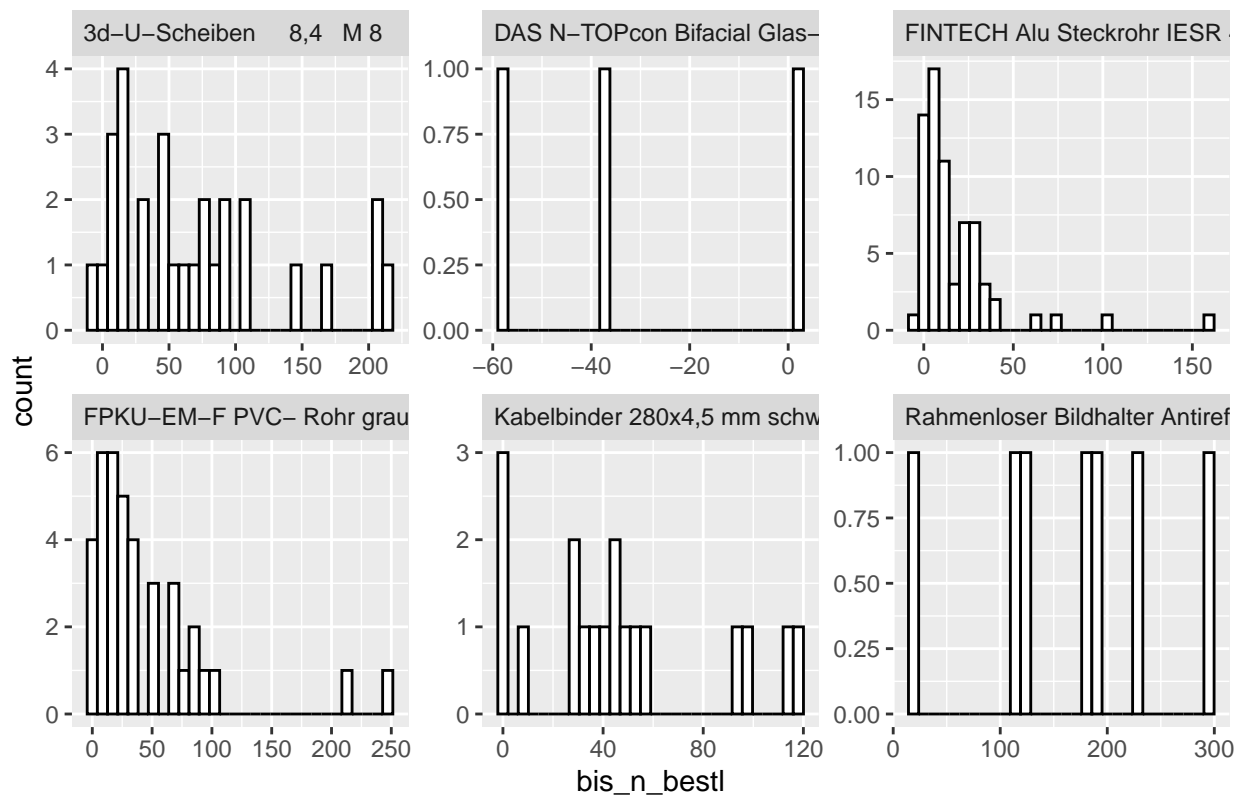 3d−U−Scheiben 8,4 M 8
DAS N−TOPcon Bifacial Glas−
FINTECH Alu Steckrohr IESR
4
3
2
1
0
1.00
0.75
0.50
0.25
0.00
15
10
5
0
0 50 100 150 200
−60 −40 −20 0
0 50 100 150
count
FPKU−EM−F PVC− Rohr grau
Kabelbinder 280x4,5 mm schw
Rahmenloser Bildhalter Antiref
6
4
2
0
3
2
1
0
1.00
0.75
0.50
0.25
0.00
0 50 100 150 200 250
0 40 80 120
0 100 200 300
bis_n_bestl